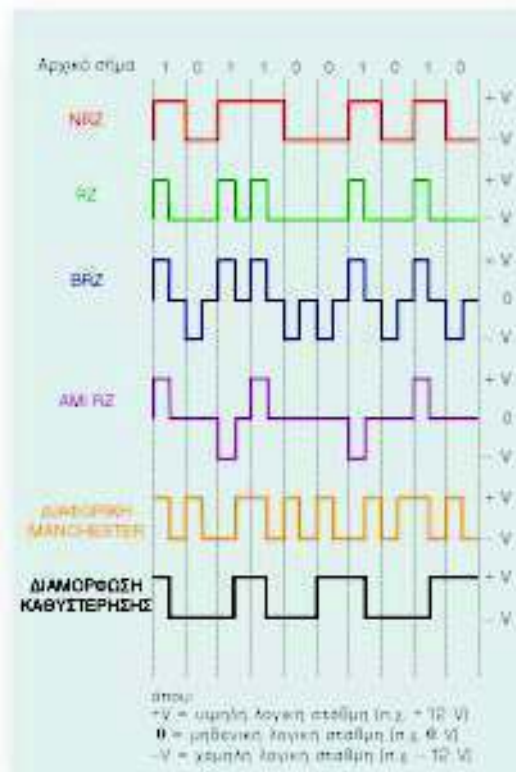 Αρχικό σήμα 1 0 1 1 0 0 1 0 1 0
NRZ +V
-V
RZ +V
-V
BRZ +V
0
-V
AMI RZ +V
0
-V
ΔΙΑΦΟΡΙΚΗ +V
MANCHESTER -V
ΔΙΑΜΟΡΦΩΣΗ +V
ΚΑΘΥΣΤΕΡΗΣΗΣ -V
όπου:
+V = υψηλή λογική στάθμη (π.χ. + 12 V)
0 = μηδενική λογική στάθμη (π.χ. 0 V)
-V = χαμηλή λογική στάθμη (π.χ. - 12 V)